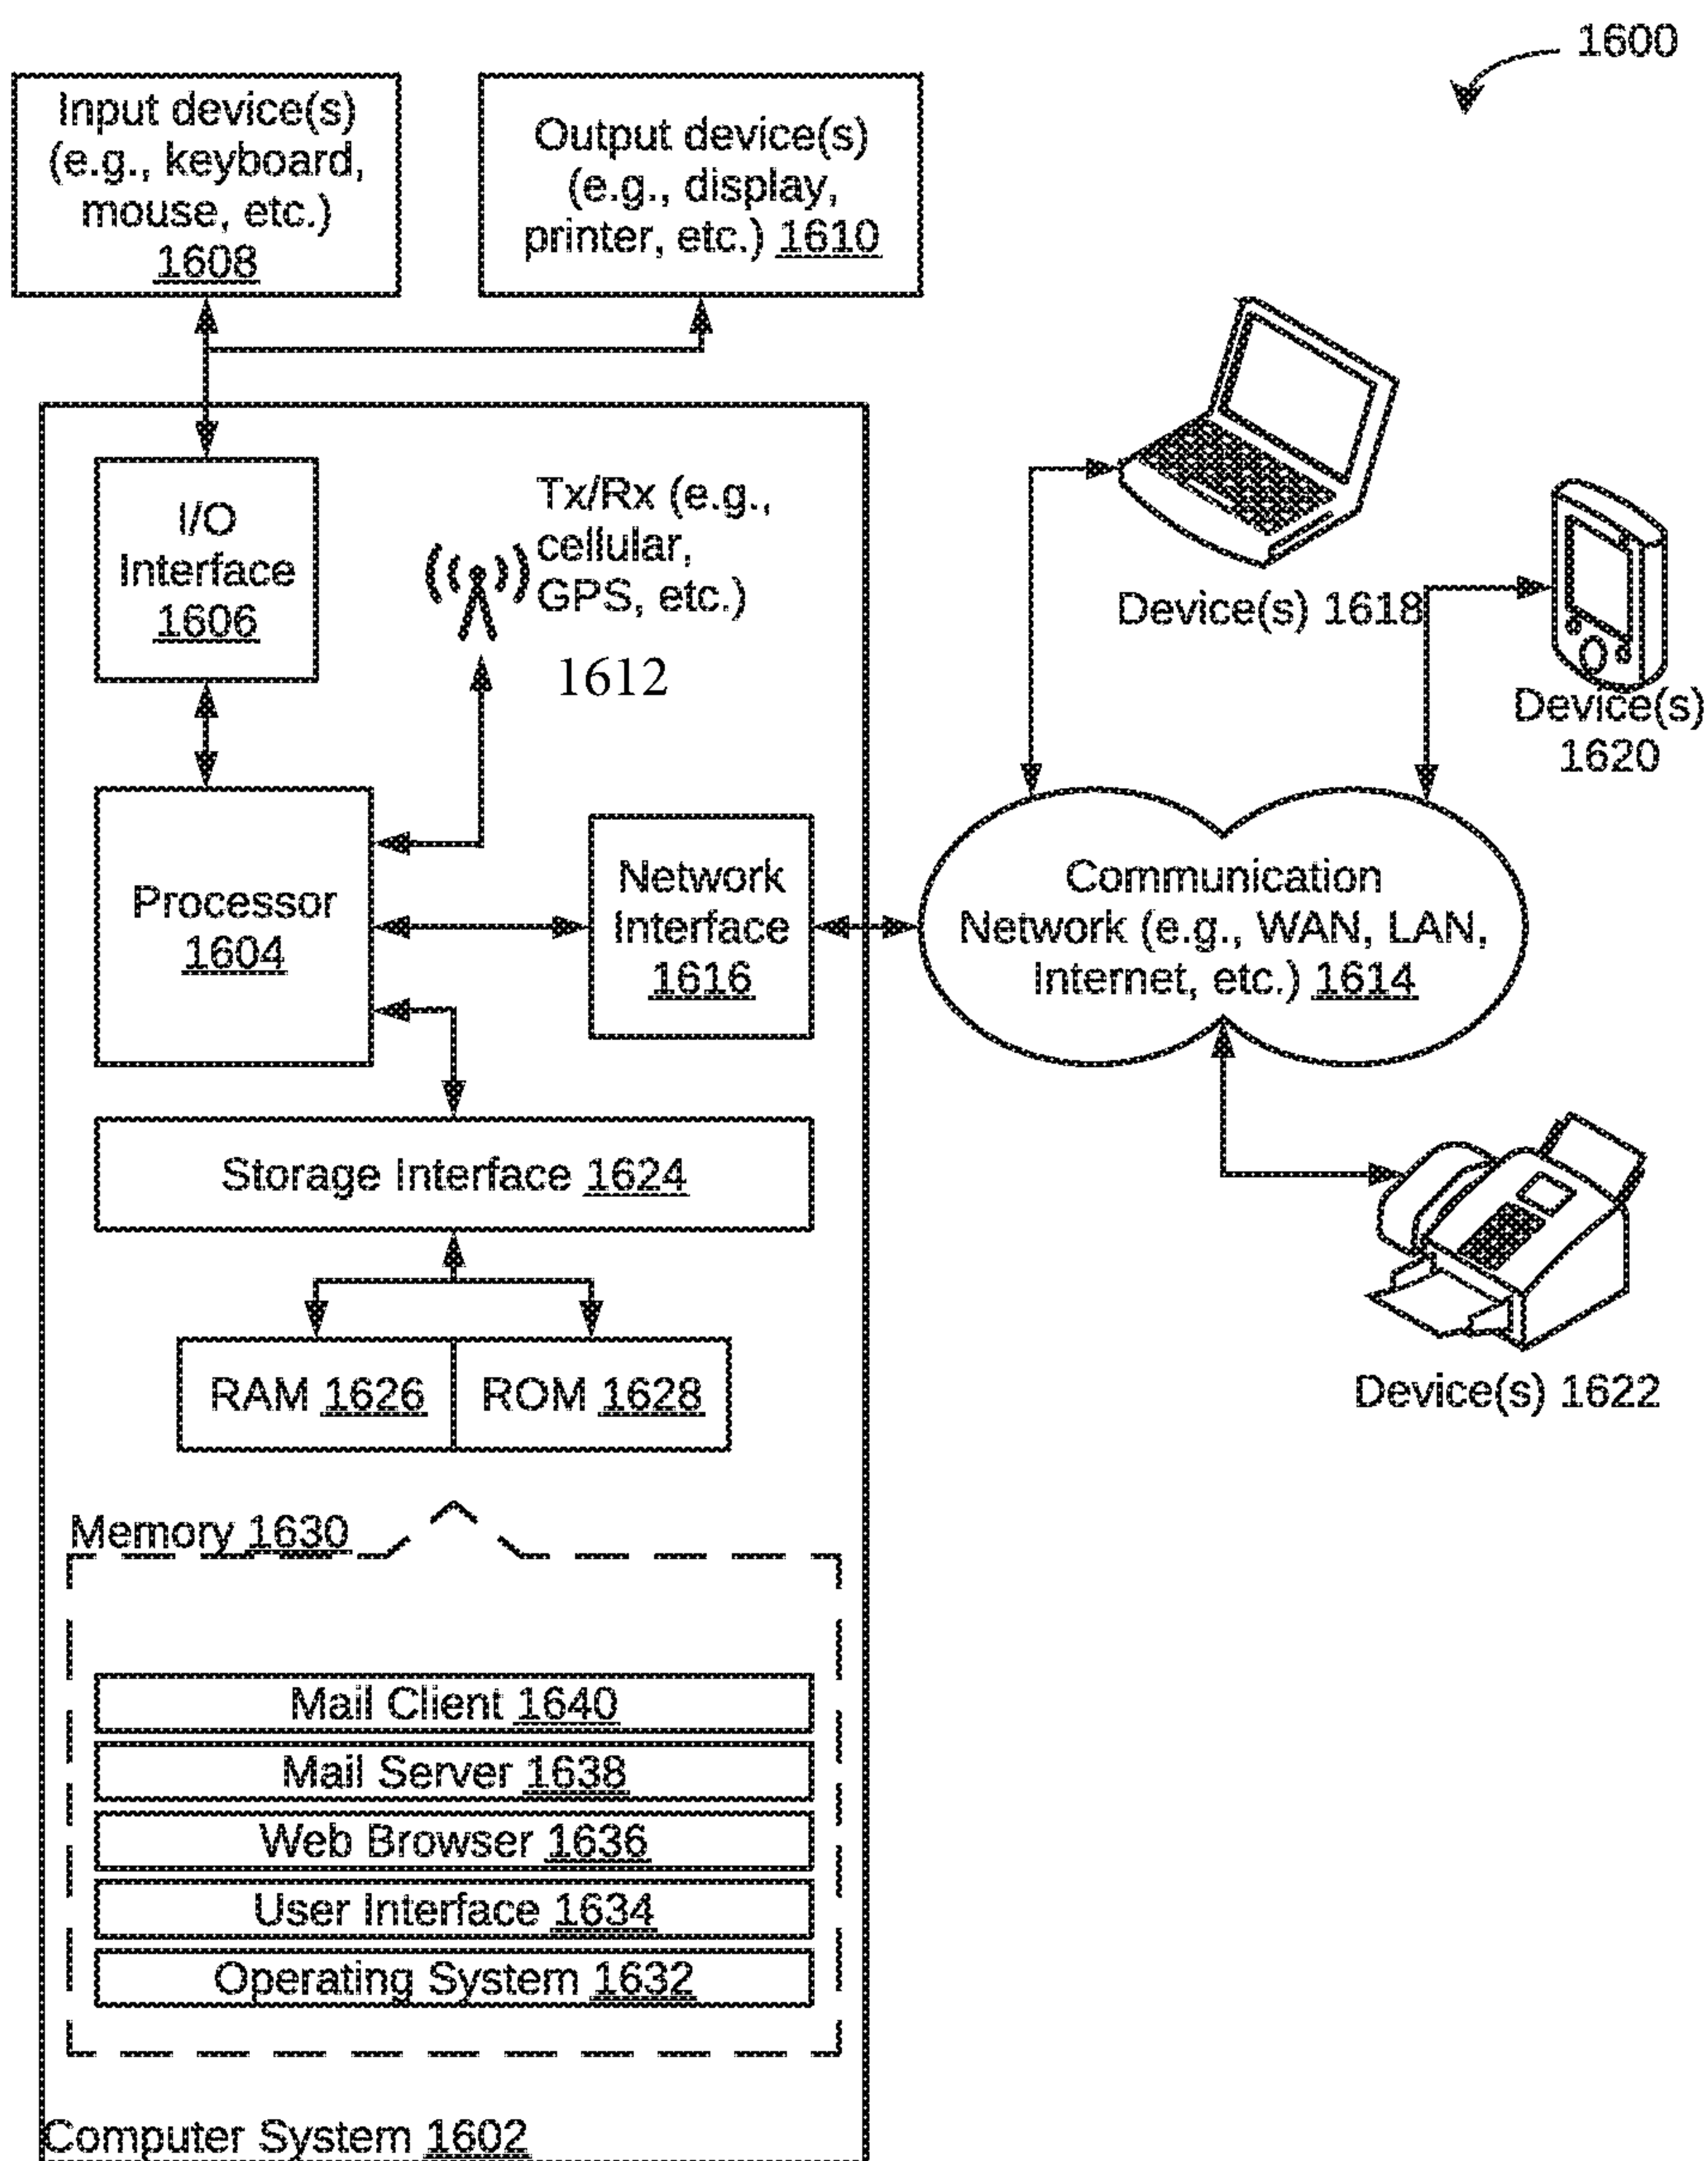 1600
Input device(s)
(e.g., keyboard,
mouse, etc.)
1608
Output device(s)
(e.g., display,
printer, etc.) 1610
I/O
Interface
1606
Tx/Rx (e.g.,
cellular,
GPS, etc.)
1612
Device(s) 1618
Device(s)
1620
Processor
1604
Network
Interface
1616
Communication
Network (e.g., WAN, LAN,
Internet, etc.) 1614
Storage Interface 1624
RAM 1626
ROM 1628
Device(s) 1622
Memory 1630
Mail Client 1640
Mail Server 1638
Web Browser 1636
User Interface 1634
Operating System 1632
Computer System 1602